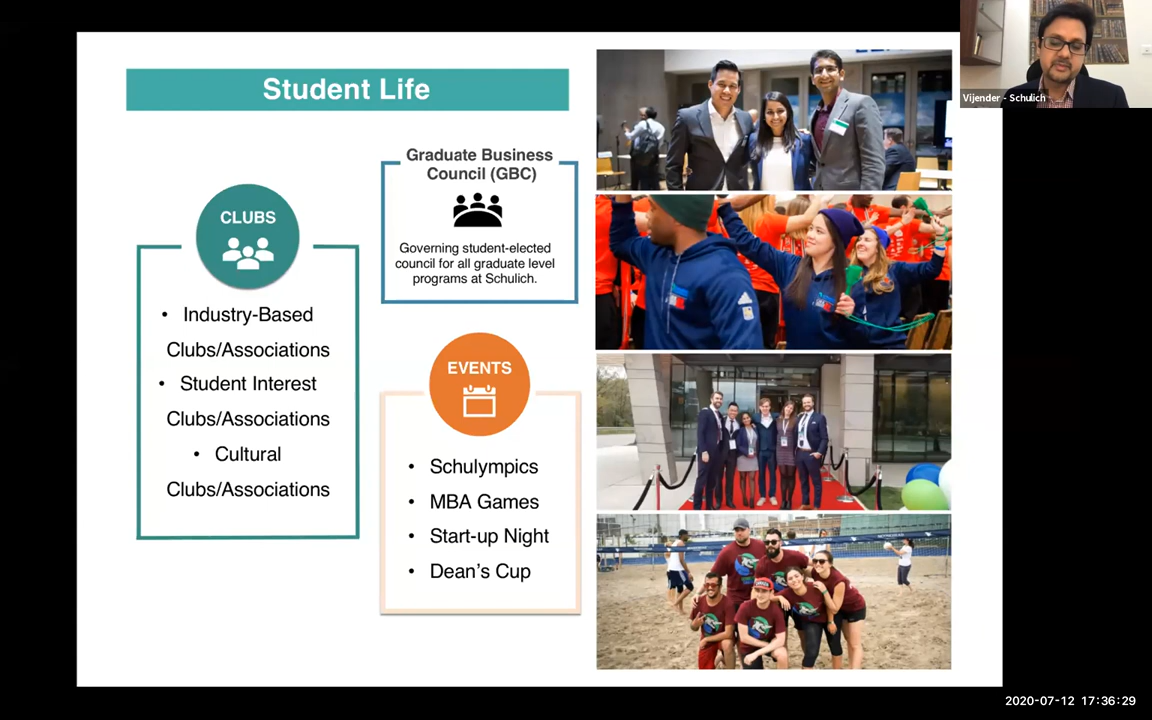 Student Life
Vijender - Schulich
Graduate Business
Council (GBC)
Governing student-elected
council for all graduate level
programs at Schulich.
CLUBS
• Industry-Based
Clubs/Associations
• Student Interest
Clubs/Associations
• Cultural
Clubs/Associations
EVENTS
• Schulympics
• MBA Games
• Start-up Night
• Dean's Cup
2020-07-12 17:36:29